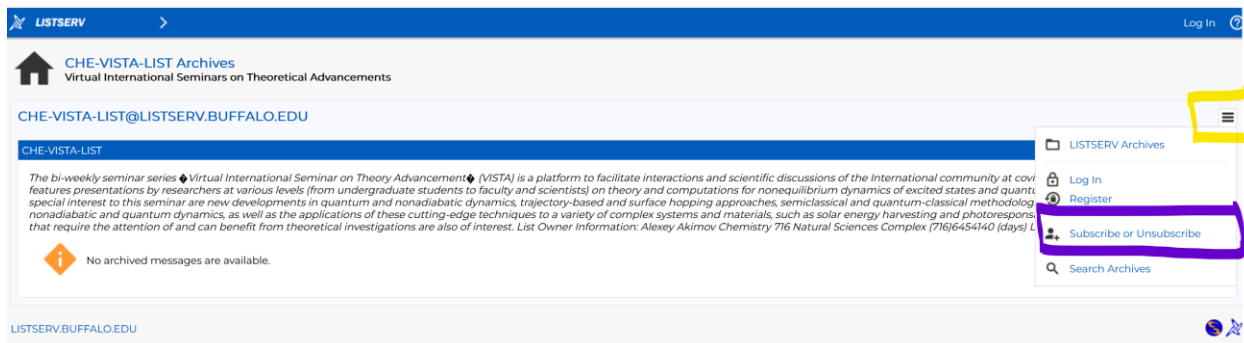 LISTSERV
Log In
CHE-VISTA-LIST Archives
Virtual International Seminars on Theoretical Advancements
CHE-VISTA-LIST@LISTSERV.BUFFALO.EDU
CHE-VISTA-LIST
The bi-weekly seminar series �Virtual International Seminar on Theory Advancement� (VISTA) is a platform to facilitate interactions and scientific discussions of the International community at covi
features presentations by researchers at various levels (from undergraduate students to faculty and scientists) on theory and computations for nonequilibrium dynamics of excited states and quantu
special interest to this seminar are new developments in quantum and nonadiabatic dynamics, trajectory-based and surface hopping approaches, semiclassical and quantum-classical methodolog
nonadiabatic and quantum dynamics, as well as the applications of these cutting-edge techniques to a variety of complex systems and materials, such as solar energy harvesting and photorespons
that require the attention of and can benefit from theoretical investigations are also of interest. List Owner Information: Alexey Akimov Chemistry 716 Natural Sciences Complex (716)6454140 (days) L
No archived messages are available.
LISTSERV Archives
Log In
Register
Subscribe or Unsubscribe
Search Archives
LISTSERV.BUFFALO.EDU